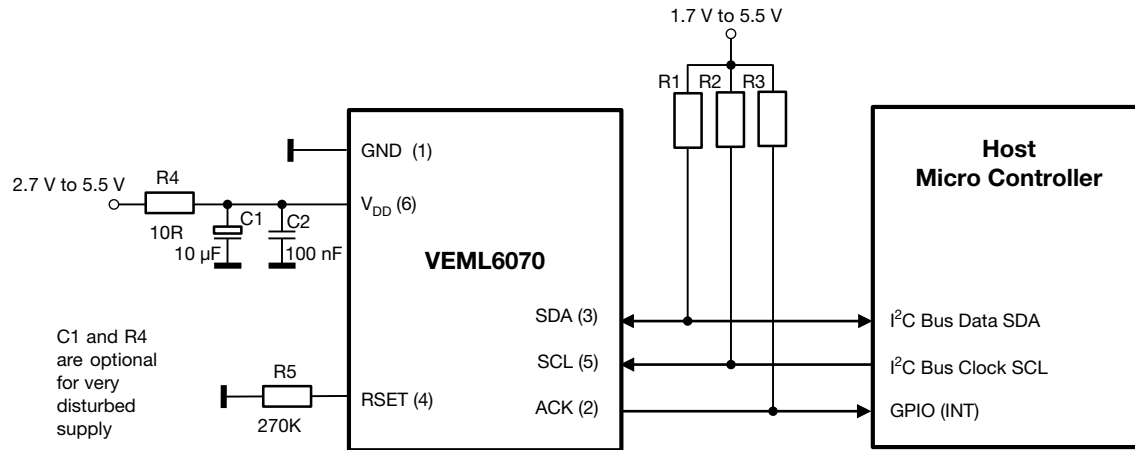 1.7 V to 5.5 V
R1 R2 R3
GND (1)
Host
Micro Controller
2.7 V to 5.5 V
R4
V_DD (6)
C1 C2
10R
10 µF 100 nF
VEML6070
SDA (3)
I²C Bus Data SDA
C1 and R4
are optional
for very
disturbed
supply
SCL (5)
I²C Bus Clock SCL
R5
RSET (4)
ACK (2)
GPIO (INT)
270K